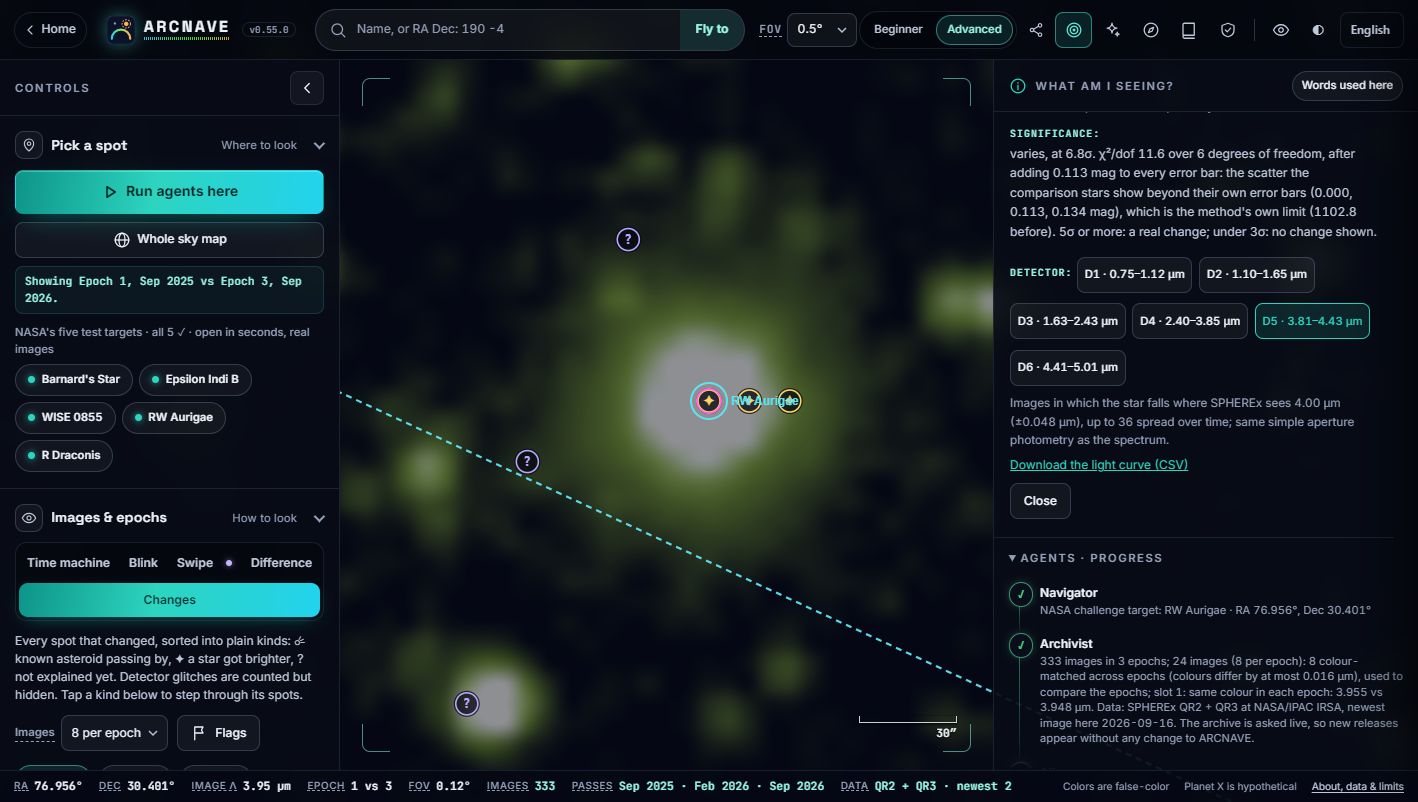 Home
ARCNAVE
v0.55.0
Name, or RA Dec: 190 -4
Fly to
FOV
0.5°
Beginner
Advanced
English
CONTROLS
Pick a spot
Where to look
Run agents here
Whole sky map
Showing Epoch 1, Sep 2025 vs Epoch 3, Sep
2026.
NASA's five test targets · all 5 ✓ · open in seconds, real
images
Barnard's Star
Epsilon Indi B
WISE 0855
RW Aurigae
R Draconis
Images & epochs
How to look
Time machine
Blink
Swipe
Difference
Changes
Every spot that changed, sorted into plain kinds: ☄
known asteroid passing by, ✦ a star got brighter, ?
not explained yet. Detector glitches are counted but
hidden. Tap a kind below to step through its spots.
Images
8 per epoch
Flags
?
?
?
RW Aurigae
30″
WHAT AM I SEEING?
Words used here
SIGNIFICANCE:
varies, at 6.8σ. χ²/dof 11.6 over 6 degrees of freedom, after
adding 0.113 mag to every error bar: the scatter the
comparison stars show beyond their own error bars (0.000,
0.113, 0.134 mag), which is the method's own limit (1102.8
before). 5σ or more: a real change; under 3σ: no change shown.
DETECTOR:
D1 · 0.75–1.12 µm
D2 · 1.10–1.65 µm
D3 · 1.63–2.43 µm
D4 · 2.40–3.85 µm
D5 · 3.81–4.43 µm
D6 · 4.41–5.01 µm
Images in which the star falls where SPHEREx sees 4.00 µm
(±0.048 µm), up to 36 spread over time; same simple aperture
photometry as the spectrum.
Download the light curve (CSV)
Close
▾ AGENTS · PROGRESS
Navigator
NASA challenge target: RW Aurigae · RA 76.956°, Dec 30.401°
Archivist
333 images in 3 epochs; 24 images (8 per epoch): 8 colour-
matched across epochs (colours differ by at most 0.016 µm), used to
compare the epochs; slot 1: same colour in each epoch: 3.955 vs
3.948 µm. Data: SPHEREx QR2 + QR3 at NASA/IPAC IRSA, newest
image here 2026-09-16. The archive is asked live, so new releases
appear without any change to ARCNAVE.
RA 76.956° DEC 30.401° IMAGE Λ 3.95 µm EPOCH 1 vs 3 FOV 0.12° IMAGES 333 PASSES Sep 2025 · Feb 2026 · Sep 2026 DATA QR2 + QR3 · newest 2
Colors are false-color
Planet X is hypothetical
About, data & limits